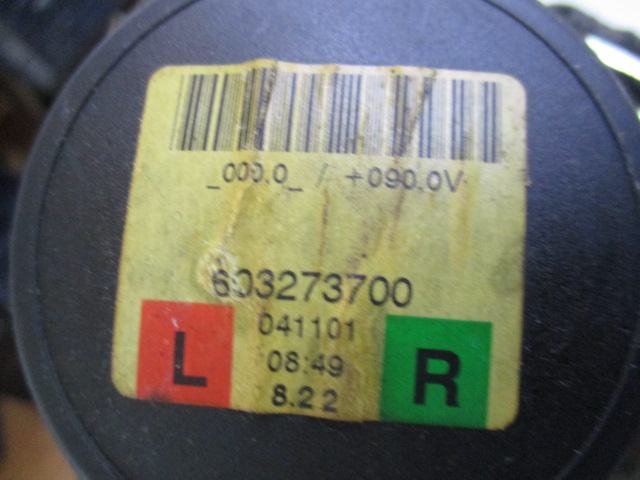 _000.0_ / +090.0V
603273700
041101
L 08:49 R
8.22